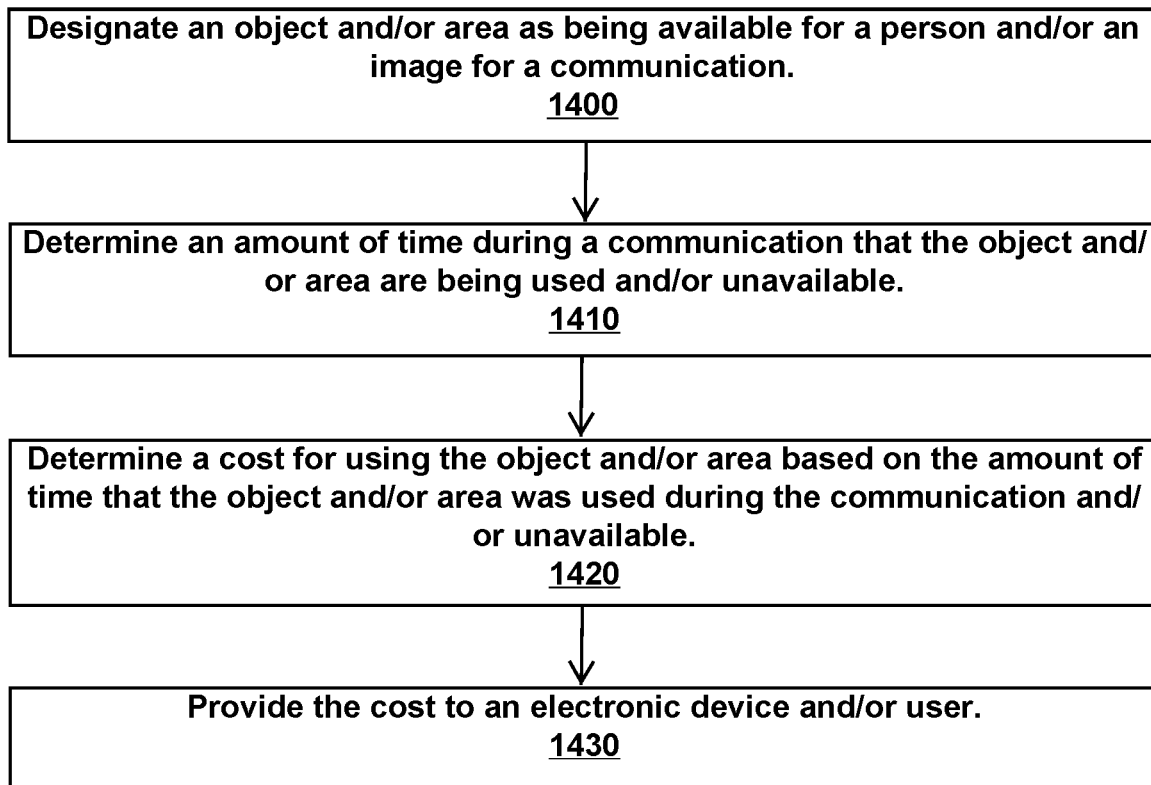 Designate an object and/or area as being available for a person and/or an
image for a communication.
1400
Determine an amount of time during a communication that the object and/
or area are being used and/or unavailable.
1410
Determine a cost for using the object and/or area based on the amount of
time that the object and/or area was used during the communication and/
or unavailable.
1420
Provide the cost to an electronic device and/or user.
1430